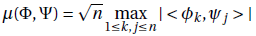 μ(Φ,Ψ) = √n max_{1≤k,j≤n} | < ϕ_k, ψ_j > |